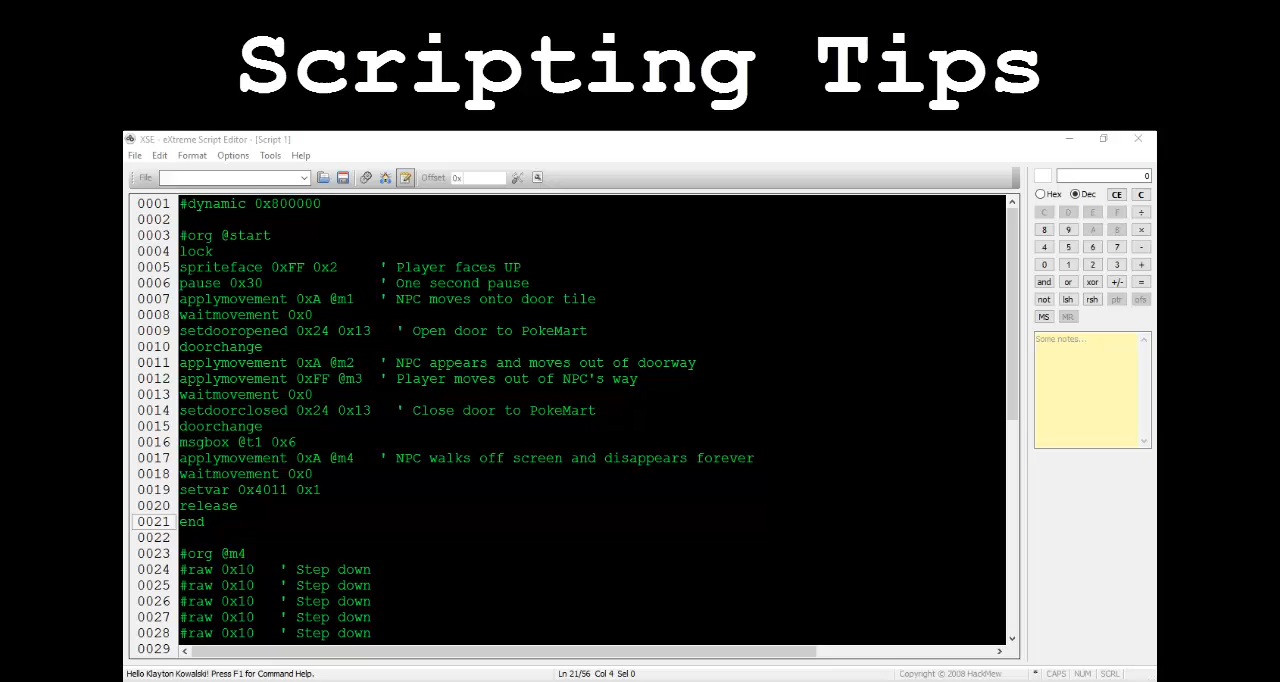 Scripting Tips
XSE - eXtreme Script Editor - [Script 1]
File Edit Format Options Tools Help
File Offset 0x
0
Hex Dec CE C
C D E F ÷
8 9 A B ×
4 5 6 7 -
0 1 2 3 +
and or xor +/- =
not lsh rsh ptr ofs
MS MR
Some notes...
0001 #dynamic 0x800000
0002
0003 #org @start
0004 lock
0005 spriteface 0xFF 0x2 ' Player faces UP
0006 pause 0x30 ' One second pause
0007 applymovement 0xA @m1 ' NPC moves onto door tile
0008 waitmovement 0x0
0009 setdooropened 0x24 0x13 ' Open door to PokeMart
0010 doorchange
0011 applymovement 0xA @m2 ' NPC appears and moves out of doorway
0012 applymovement 0xFF @m3 ' Player moves out of NPC's way
0013 waitmovement 0x0
0014 setdoorclosed 0x24 0x13 ' Close door to PokeMart
0015 doorchange
0016 msgbox @t1 0x6
0017 applymovement 0xA @m4 ' NPC walks off screen and disappears forever
0018 waitmovement 0x0
0019 setvar 0x4011 0x1
0020 release
0021 end
0022
0023 #org @m4
0024 #raw 0x10 ' Step down
0025 #raw 0x10 ' Step down
0026 #raw 0x10 ' Step down
0027 #raw 0x10 ' Step down
0028 #raw 0x10 ' Step down
0029
Hello Klayton Kowalski! Press F1 for Command Help. Ln 21/56 Col 4 Sel 0 Copyright © 2008 HackMew * CAPS NUM SCRL